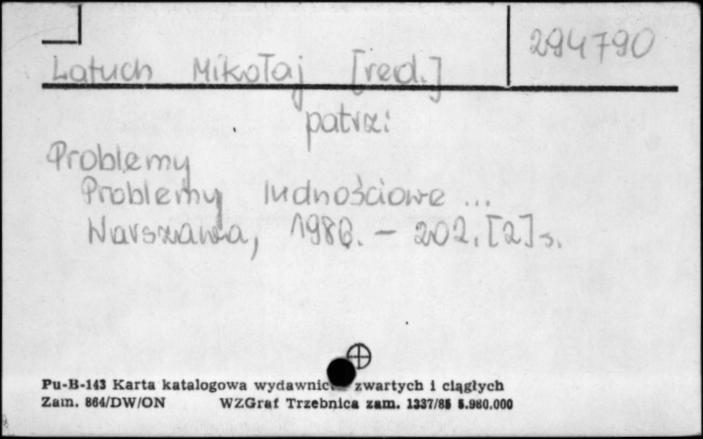 294790
Latuch Mikołaj [red.]
patrz:
Problemy
Problemy ludnościowe ...
Warszawa, 1986. – 202, [2] s.
Pu-B-143 Karta katalogowa wydawnictw zwartych i ciągłych
Zam. 864/DW/ON WZGraf Trzebnica zam. 1337/85 5.980.000